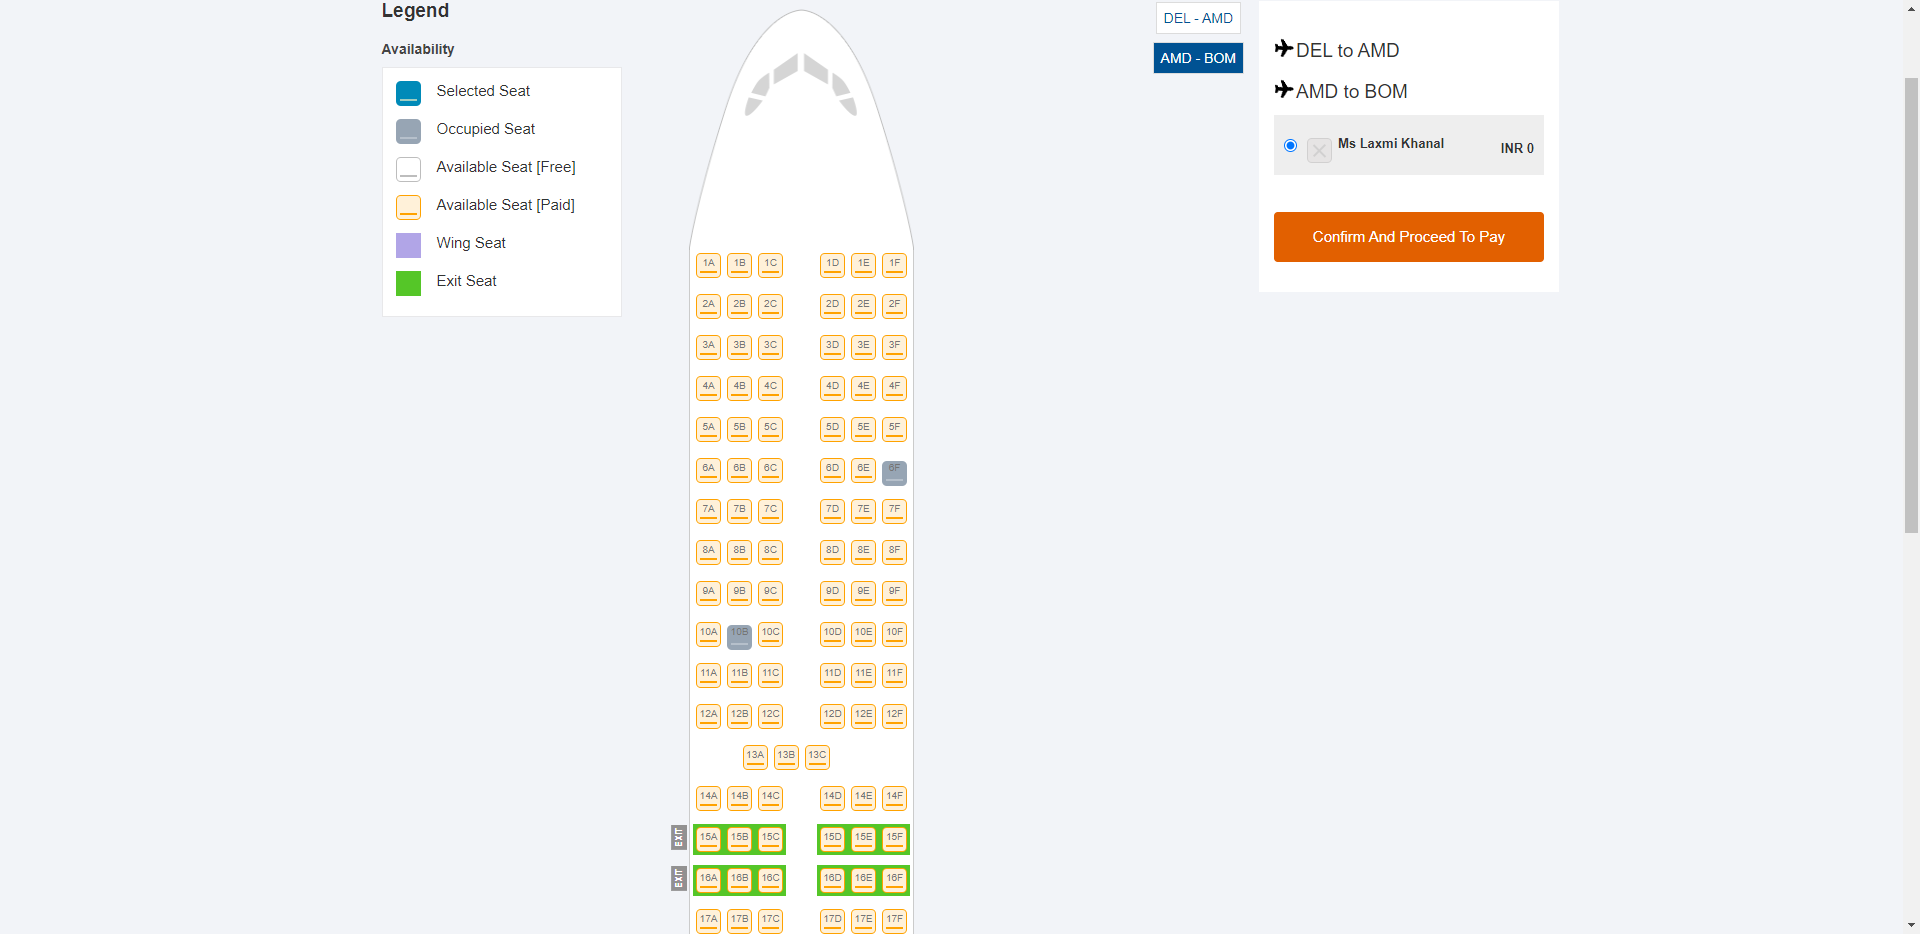 Legend
Availability
Selected Seat
Occupied Seat
Available Seat [Free]
Available Seat [Paid]
Wing Seat
Exit Seat
1A 1B 1C 1D 1E 1F
2A 2B 2C 2D 2E 2F
3A 3B 3C 3D 3E 3F
4A 4B 4C 4D 4E 4F
5A 5B 5C 5D 5E 5F
6A 6B 6C 6D 6E 6F
7A 7B 7C 7D 7E 7F
8A 8B 8C 8D 8E 8F
9A 9B 9C 9D 9E 9F
10A 10B 10C 10D 10E 10F
11A 11B 11C 11D 11E 11F
12A 12B 12C 12D 12E 12F
13A 13B 13C
14A 14B 14C 14D 14E 14F
EXIT 15A 15B 15C 15D 15E 15F
EXIT 16A 16B 16C 16D 16E 16F
17A 17B 17C 17D 17E 17F
DEL - AMD
AMD - BOM
DEL to AMD
AMD to BOM
Ms Laxmi Khanal INR 0
Confirm And Proceed To Pay